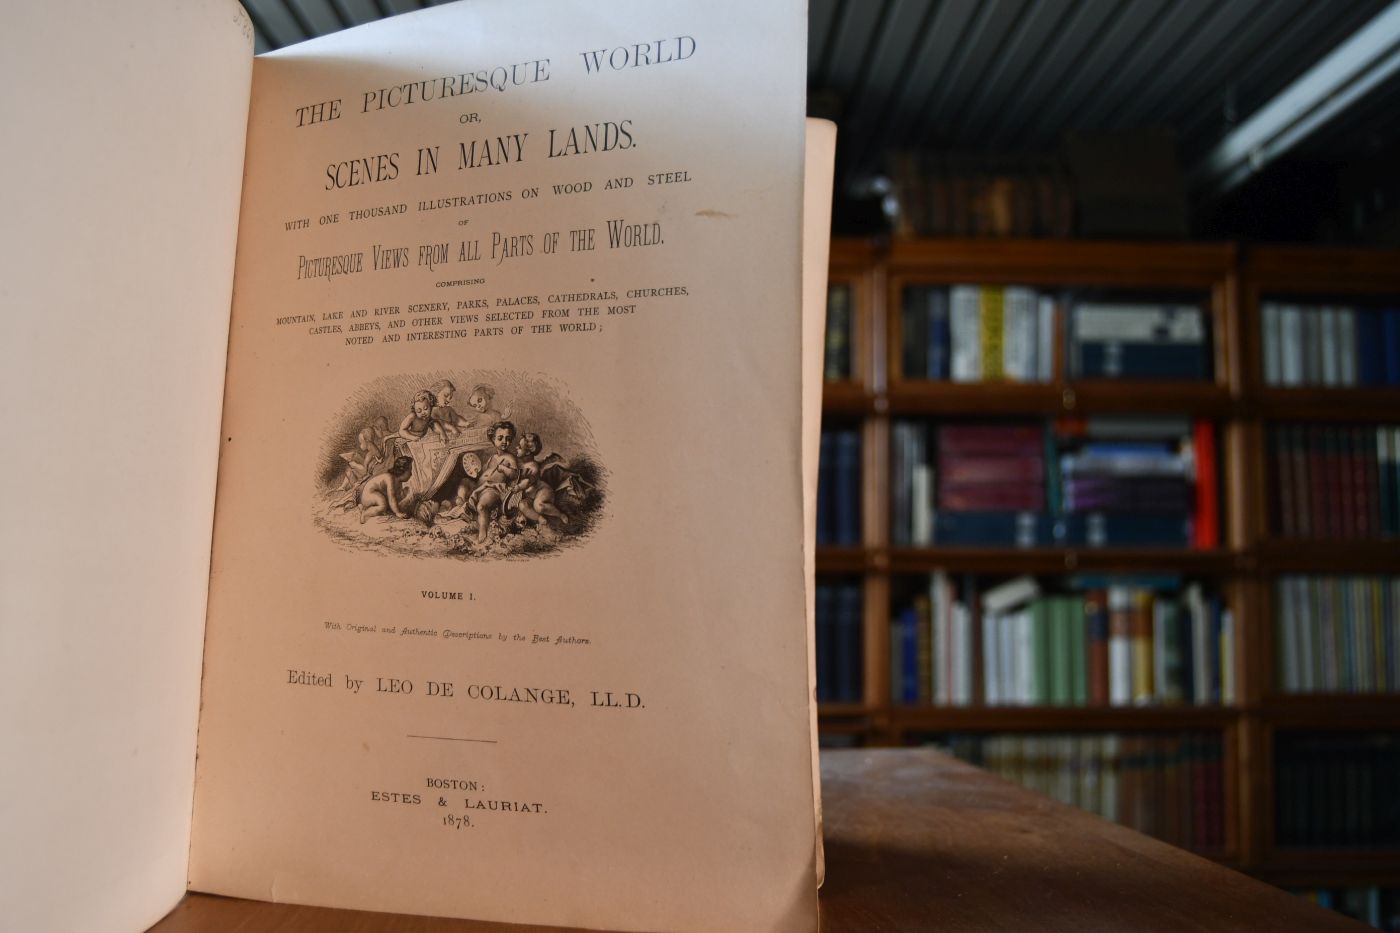 THE PICTURESQUE WORLD
OR,
SCENES IN MANY LANDS.
WITH ONE THOUSAND ILLUSTRATIONS ON WOOD AND STEEL
OF
PICTURESQUE VIEWS FROM ALL PARTS OF THE WORLD.
COMPRISING
MOUNTAIN, LAKE AND RIVER SCENERY, PARKS, PALACES, CATHEDRALS, CHURCHES,
CASTLES, ABBEYS, AND OTHER VIEWS SELECTED FROM THE MOST
NOTED AND INTERESTING PARTS OF THE WORLD;
VOLUME I.
With Original and Authentic Descriptions by the Best Authors.
Edited by LEO DE COLANGE, LL.D.
BOSTON:
ESTES & LAURIAT.
1878.